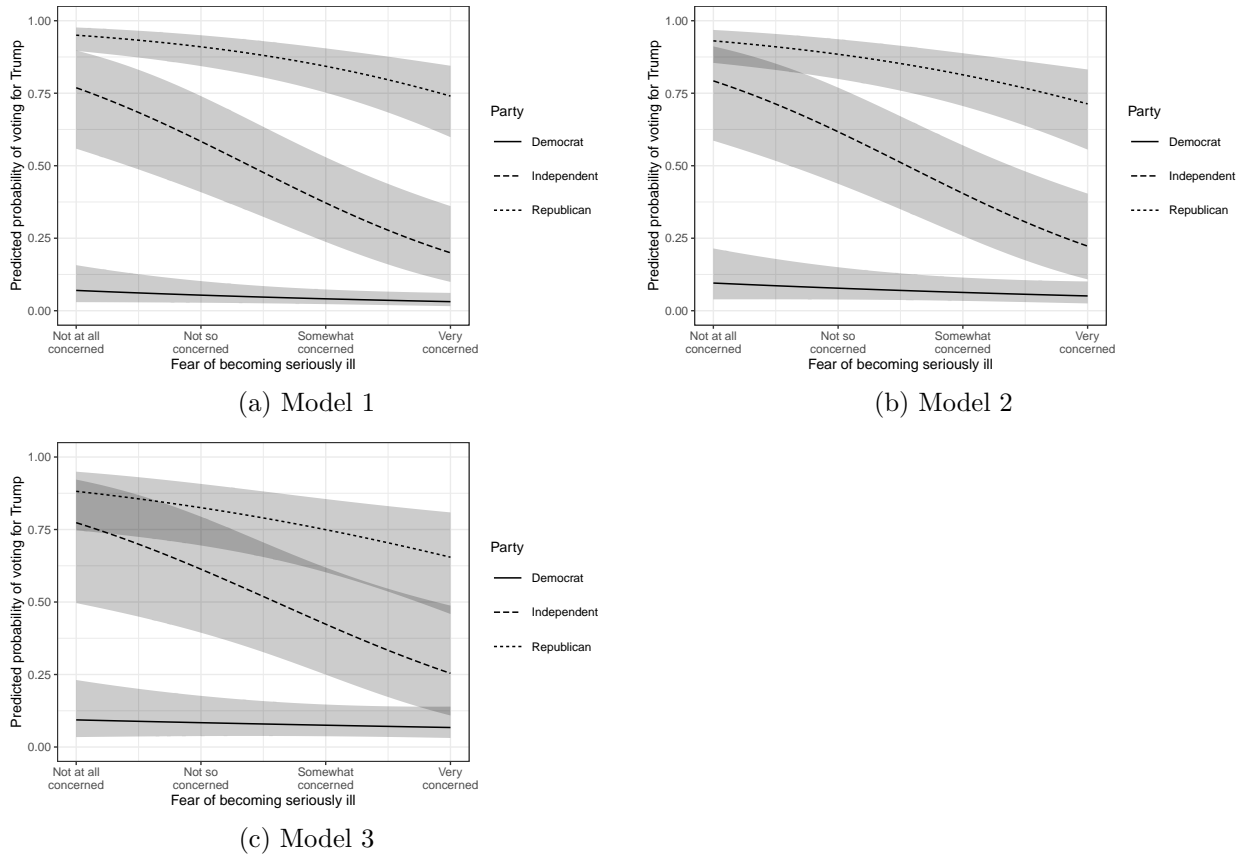 Predicted probability of voting for Trump
1.00
0.75
0.50
0.25
0.00
Not at all concerned
Not so concerned
Somewhat concerned
Very concerned
Fear of becoming seriously ill
Party
Democrat
Independent
Republican
(a) Model 1
Predicted probability of voting for Trump
1.00
0.75
0.50
0.25
0.00
Not at all concerned
Not so concerned
Somewhat concerned
Very concerned
Fear of becoming seriously ill
Party
Democrat
Independent
Republican
(b) Model 2
Predicted probability of voting for Trump
1.00
0.75
0.50
0.25
0.00
Not at all concerned
Not so concerned
Somewhat concerned
Very concerned
Fear of becoming seriously ill
Party
Democrat
Independent
Republican
(c) Model 3